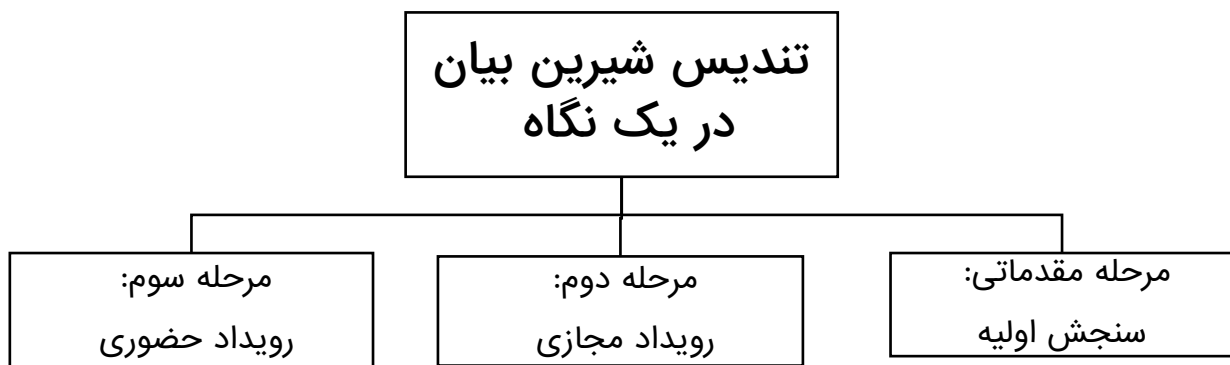 تندیس شیرین بیان
در یک نگاه
مرحله مقدماتی:
سنجش اولیه
مرحله دوم:
رویداد مجازی
مرحله سوم:
رویداد حضوری